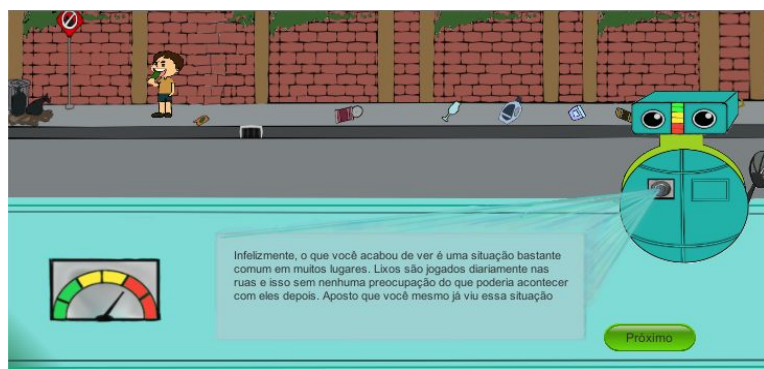 Infelizmente, o que você acabou de ver é uma situação bastante
comum em muitos lugares. Lixos são jogados diariamente nas
ruas e isso sem nenhuma preocupação do que poderia acontecer
com eles depois. Aposto que você mesmo já viu essa situação
Próximo